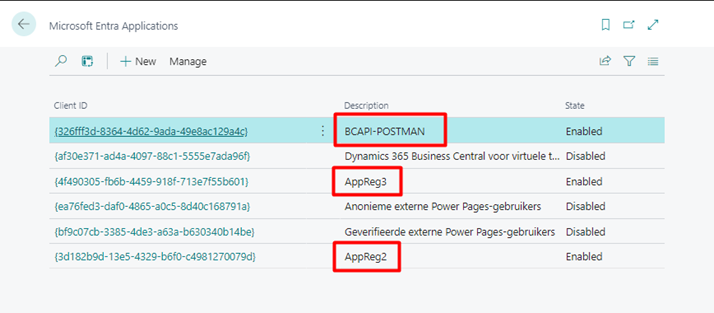 Microsoft Entra Applications
New Manage
Client ID Description State
{326fff3d-8364-4d62-9ada-49e8ac129a4c} BCAPI-POSTMAN Enabled
{af30e371-ad4a-4097-88c1-5555e7ada96f} Dynamics 365 Business Central voor virtuele t... Disabled
{4f490305-fb6b-4459-918f-713e7f55b601} AppReg3 Enabled
{ea76fed3-daf0-4865-a0c5-8d40c168791a} Anonieme externe Power Pages-gebruikers Disabled
{bf9c07cb-3385-4de3-a63a-b630340b14be} Geverifieerde externe Power Pages-gebruikers Disabled
{3d182b9d-13e5-4329-b6f0-c4981270079d} AppReg2 Enabled